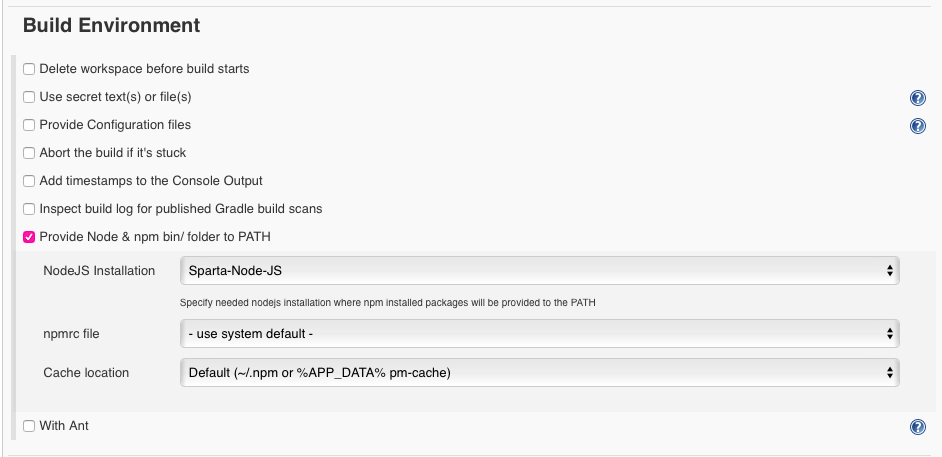 Build Environment
Delete workspace before build starts
Use secret text(s) or file(s)
Provide Configuration files
Abort the build if it's stuck
Add timestamps to the Console Output
Inspect build log for published Gradle build scans
Provide Node & npm bin/ folder to PATH
NodeJS Installation Sparta-Node-JS
Specify needed nodejs installation where npm installed packages will be provided to the PATH
npmrc file - use system default -
Cache location Default (~/.npm or %APP_DATA% pm-cache)
With Ant